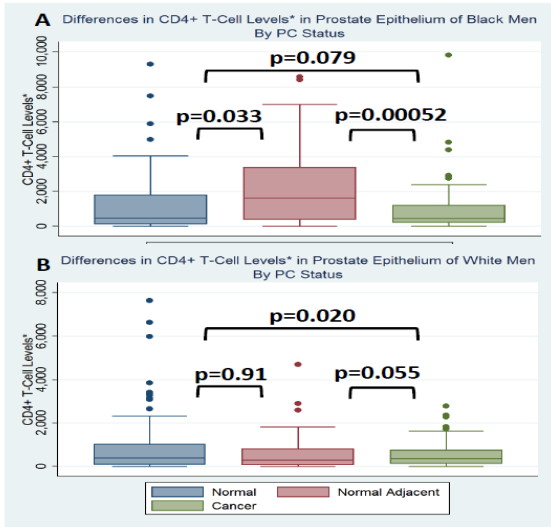 A Differences in CD4+ T-Cell Levels* in Prostate Epithelium of Black Men
By PC Status
CD4+ T-Cell Levels*
10,000
8,000
6,000
4,000
2,000
0
p=0.079
p=0.033
p=0.00052
B Differences in CD4+ T-Cell Levels* in Prostate Epithelium of White Men
By PC Status
CD4+ T-Cell Levels*
8,000
6,000
4,000
2,000
0
p=0.020
p=0.91
p=0.055
Normal
Normal Adjacent
Cancer